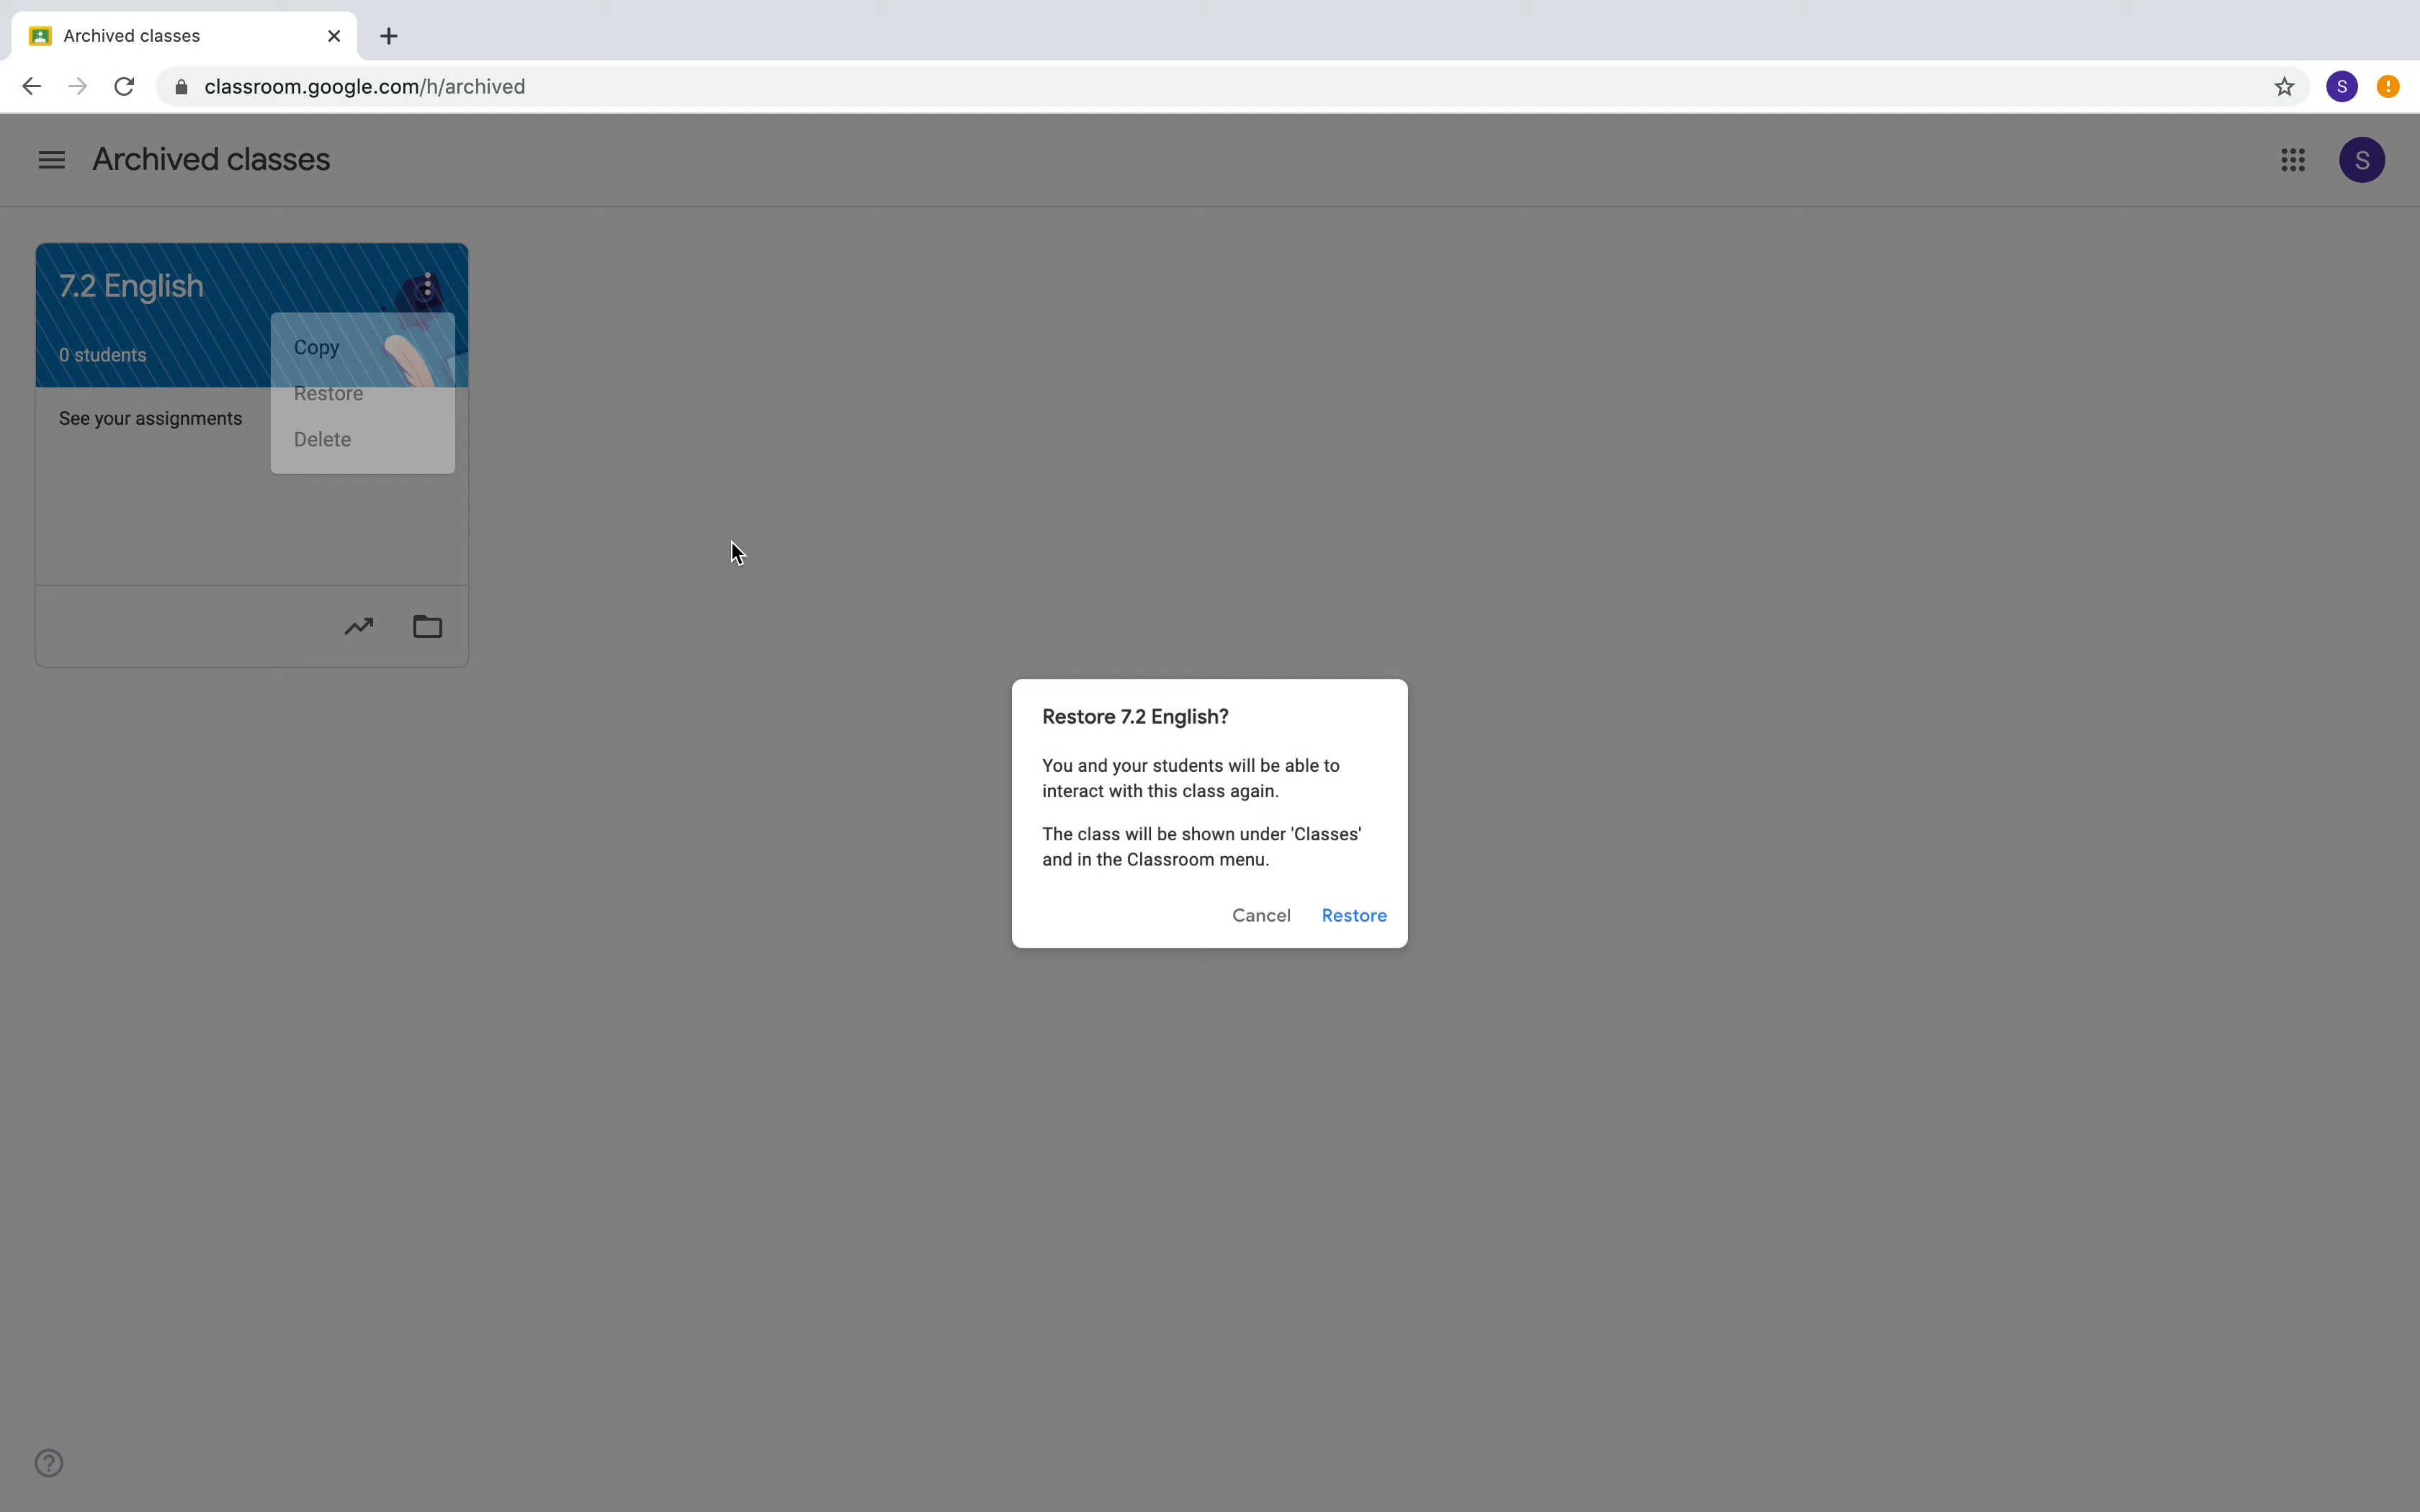 Archived classes
classroom.google.com/h/archived
S
Archived classes
S
7.2 English
0 students
Copy
Restore
Delete
See your assignments
Restore 7.2 English?
You and your students will be able to
interact with this class again.
The class will be shown under 'Classes'
and in the Classroom menu.
Cancel Restore